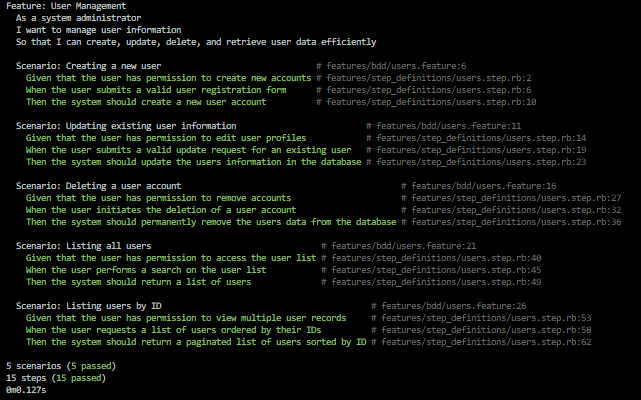 Feature: User Management
As a system administrator
I want to manage user information
So that I can create, update, delete, and retrieve user data efficiently
Scenario: Creating a new user # features/bdd/users.feature:6
Given that the user has permission to create new accounts # features/step_definitions/users.step.rb:2
When the user submits a valid user registration form # features/step_definitions/users.step.rb:6
Then the system should create a new user account # features/step_definitions/users.step.rb:10
Scenario: Updating existing user information # features/bdd/users.feature:11
Given that the user has permission to edit user profiles # features/step_definitions/users.step.rb:14
When the user submits a valid update request for an existing user # features/step_definitions/users.step.rb:19
Then the system should update the users information in the database # features/step_definitions/users.step.rb:23
Scenario: Deleting a user account # features/bdd/users.feature:16
Given that the user has permission to remove accounts # features/step_definitions/users.step.rb:27
When the user initiates the deletion of a user account # features/step_definitions/users.step.rb:32
Then the system should permanently remove the users data from the database # features/step_definitions/users.step.rb:36
Scenario: Listing all users # features/bdd/users.feature:21
Given that the user has permission to access the user list # features/step_definitions/users.step.rb:40
When the user performs a search on the user list # features/step_definitions/users.step.rb:45
Then the system should return a list of users # features/step_definitions/users.step.rb:49
Scenario: Listing users by ID # features/bdd/users.feature:26
Given that the user has permission to view multiple user records # features/step_definitions/users.step.rb:53
When the user requests a list of users ordered by their IDs # features/step_definitions/users.step.rb:58
Then the system should return a paginated list of users sorted by ID # features/step_definitions/users.step.rb:62
5 scenarios (5 passed)
15 steps (15 passed)
0m0.127s